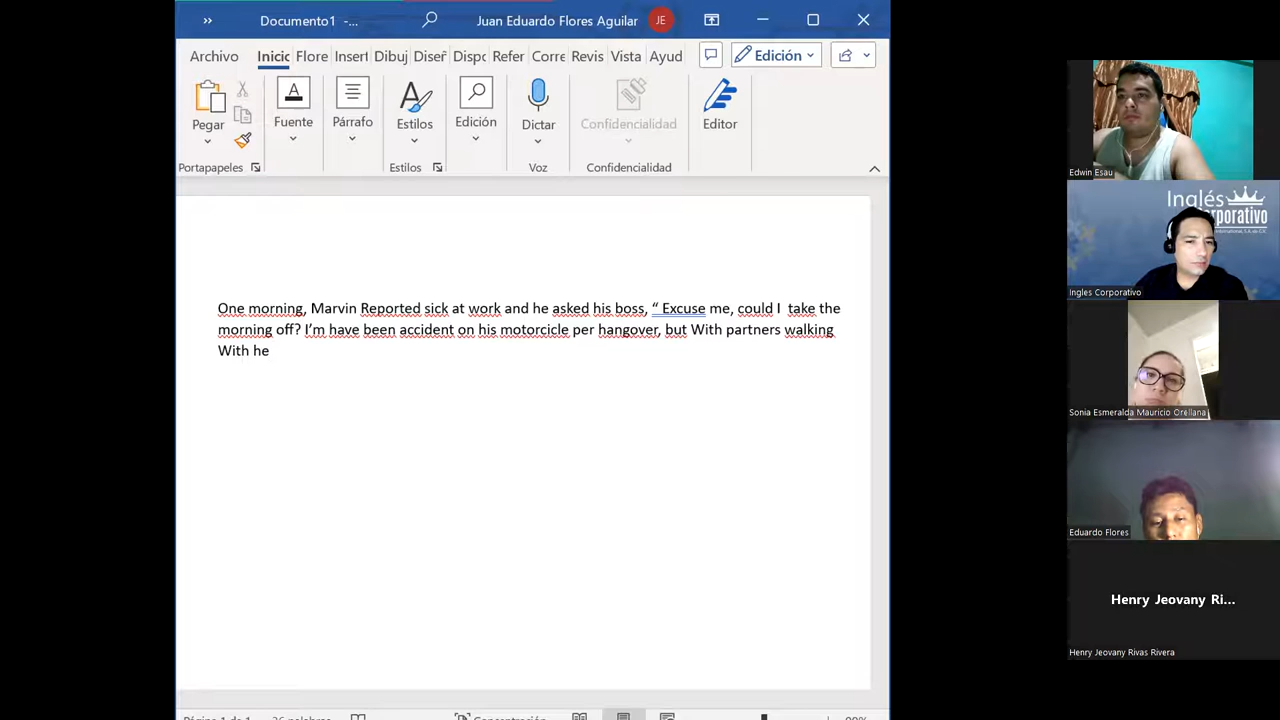 Documento1 -...
Juan Eduardo Flores Aguilar
JE
Archivo
Inicio
Flore
Insert
Dibuj
Diseñ
Dispo
Refer
Corre
Revis
Vista
Ayud
Edición
Pegar
Fuente
Párrafo
Estilos
Edición
Dictar
Confidencialidad
Editor
Portapapeles
Estilos
Voz
Confidencialidad
One morning, Marvin Reported sick at work and he asked his boss, “ Excuse me, could I  take the
morning off? I’m have been accident on his motorcicle per hangover, but With partners walking
With he
Edwin Esau
Inglés
Corporativo
Ingles Corporativo
Sonia Esmeralda Mauricio Orellana
Eduardo Flores
Henry Jeovany Ri...
Henry Jeovany Rivas Rivera